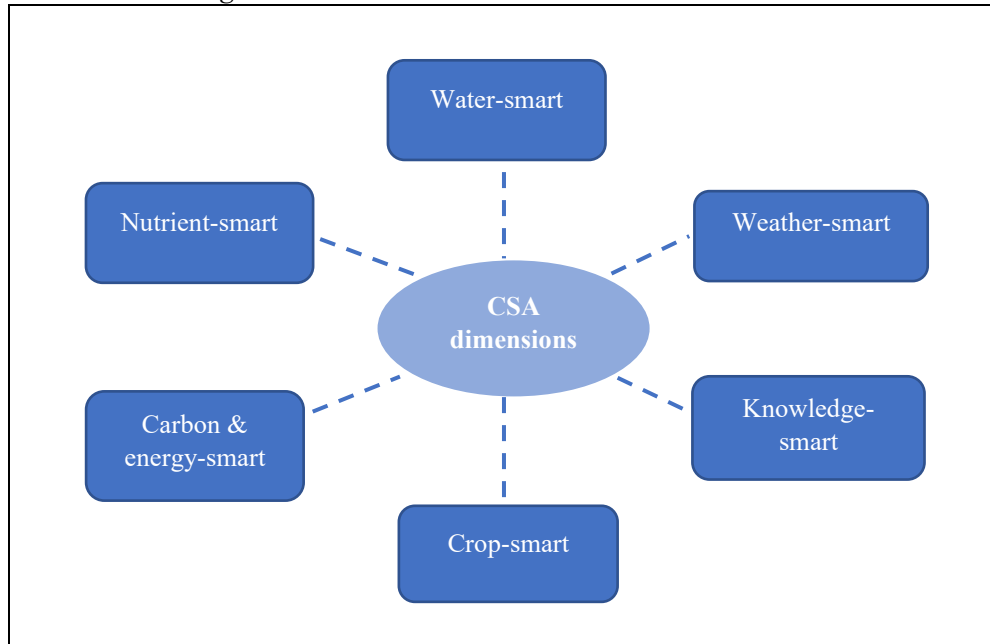 Water-smart
Nutrient-smart
Weather-smart
CSA
dimensions
Carbon &
energy-smart
Knowledge-
smart
Crop-smart